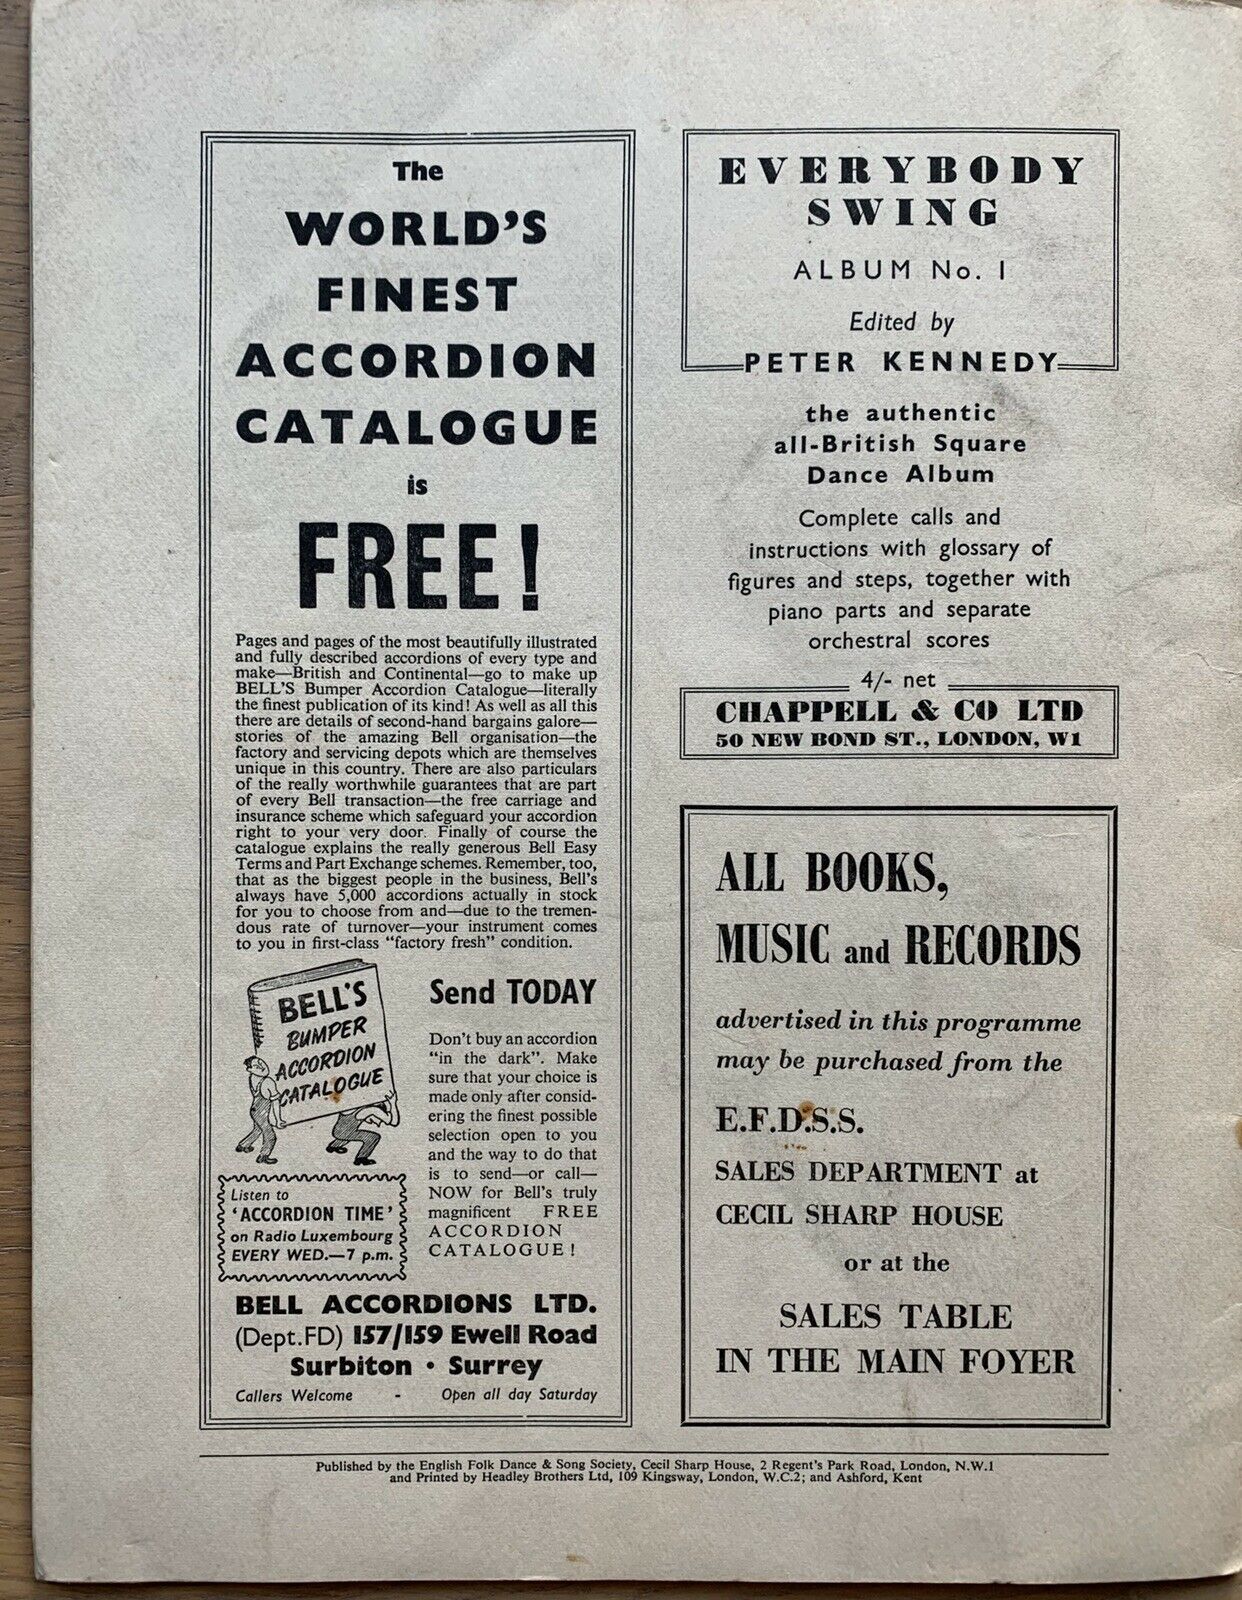 The
WORLD'S
FINEST
ACCORDION
CATALOGUE
is
FREE!
Pages and pages of the most beautifully illustrated
and fully described accordions of every type and
make—British and Continental—go to make up
BELL'S Bumper Accordion Catalogue—literally
the finest publication of its kind! As well as all this
there are details of second-hand bargains galore—
stories of the amazing Bell organisation—the
factory and servicing depots which are themselves
unique in this country. There are also particulars
of the really worthwhile guarantees that are part
of every Bell transaction—the free carriage and
insurance scheme which safeguard your accordion
right to your very door. Finally of course the
catalogue explains the really generous Bell Easy
Terms and Part Exchange schemes. Remember, too,
that as the biggest people in the business, Bell's
always have 5,000 accordions actually in stock
for you to choose from and—due to the tremen-
dous rate of turnover—your instrument comes
to you in first-class "factory fresh" condition.
BELL'S
BUMPER
ACCORDION
CATALOGUE
Send TODAY
Don't buy an accordion
"in the dark". Make
sure that your choice is
made only after consid-
ering the finest possible
selection open to you
and the way to do that
is to send—or call—
NOW for Bell's truly
magnificent FREE
ACCORDION
CATALOGUE!
Listen to
'ACCORDION TIME'
on Radio Luxembourg
EVERY WED.—7 p.m.
BELL ACCORDIONS LTD.
(Dept.FD) 157/159 Ewell Road
Surbiton • Surrey
Callers Welcome - Open all day Saturday
EVERYBODY
SWING
ALBUM No. 1
Edited by
PETER KENNEDY
the authentic
all-British Square
Dance Album
Complete calls and
instructions with glossary of
figures and steps, together with
piano parts and separate
orchestral scores
4/- net
CHAPPELL & CO LTD
50 NEW BOND ST., LONDON, W1
ALL BOOKS,
MUSIC and RECORDS
advertised in this programme
may be purchased from the
E.F.D.S.S.
SALES DEPARTMENT at
CECIL SHARP HOUSE
or at the
SALES TABLE
IN THE MAIN FOYER
Published by the English Folk Dance & Song Society, Cecil Sharp House, 2 Regent's Park Road, London, N.W.1
and Printed by Headley Brothers Ltd, 109 Kingsway, London, W.C.2; and Ashford, Kent